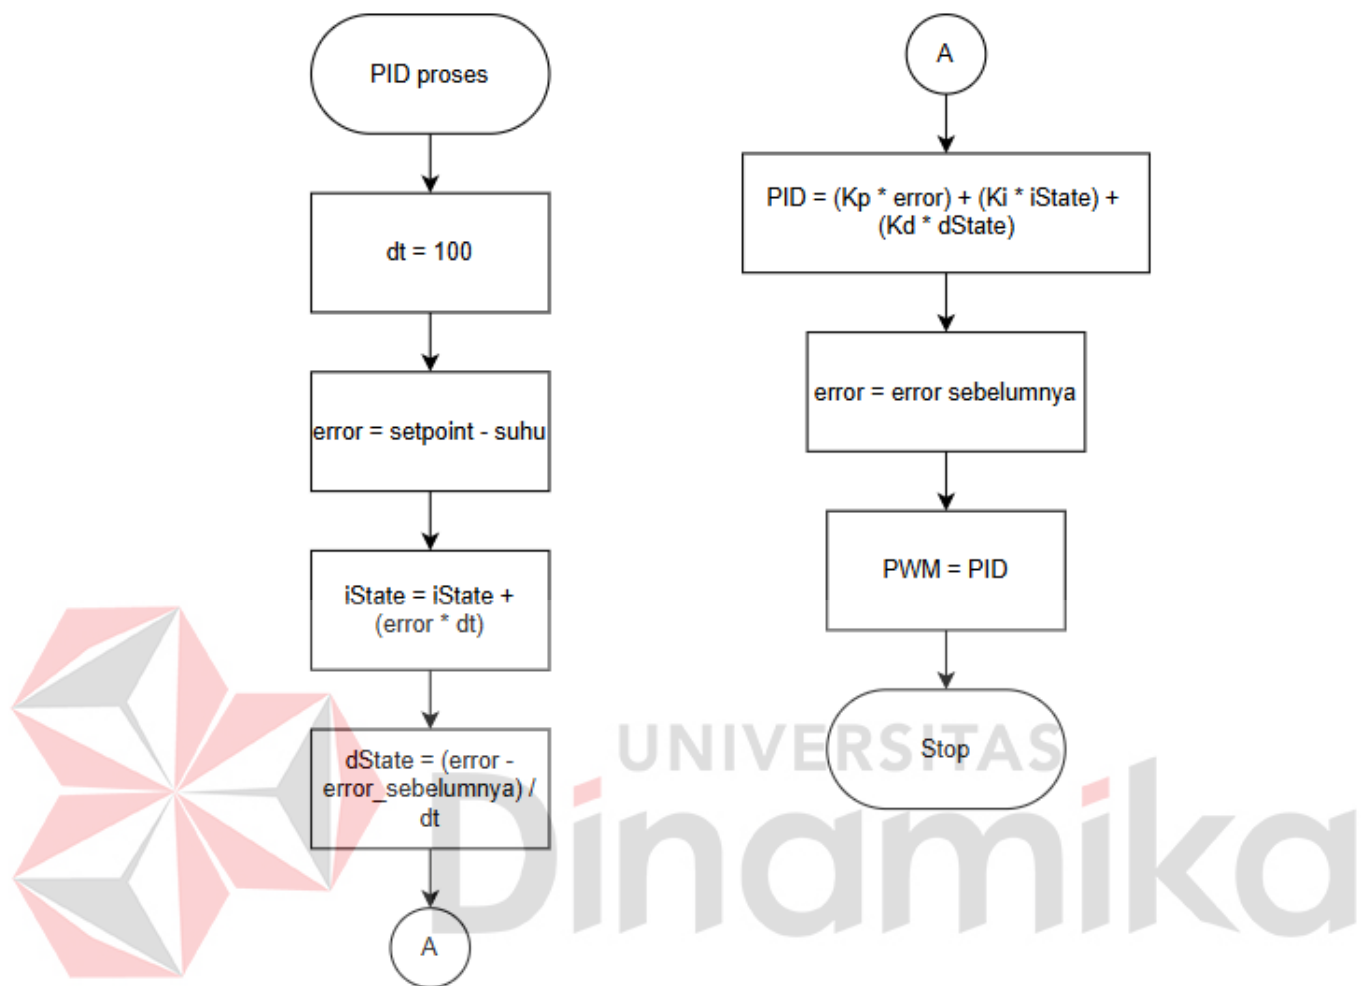 PID proses
dt = 100
error = setpoint - suhu
iState = iState +
(error * dt)
dState = (error -
error_sebelumnya) /
dt
A
A
PID = (Kp * error) + (Ki * iState) +
(Kd * dState)
error = error sebelumnya
PWM = PID
Stop
UNIVERSITAS
Dinamika